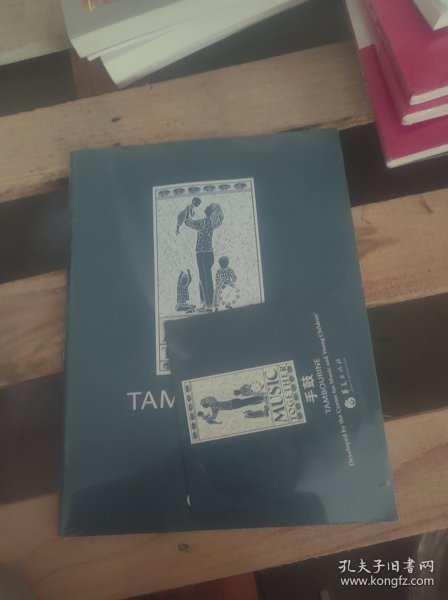 TAM
MUSIC
TOGETHER
手鼓
TAMBOURINE
Developed by the Center for Music and Young Children
孔夫子旧书网
www.kongfz.com